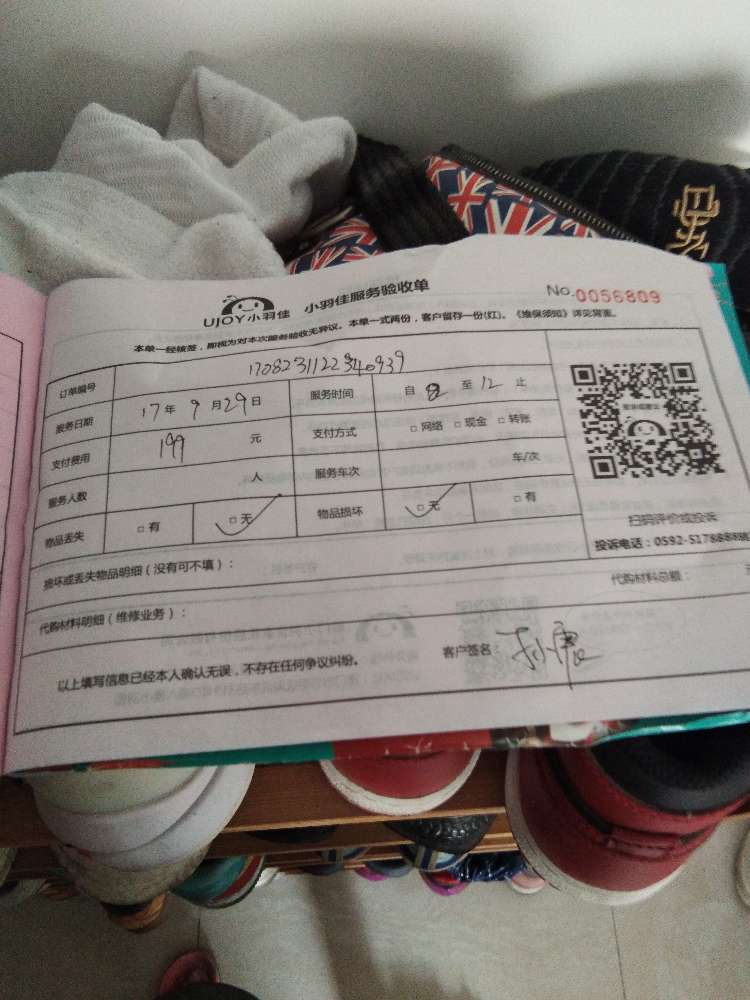 UJOY小羽佳 小羽佳服务验收单 No.0056809
本单一经核签，即视为对本次服务验收无异议。本单一式两份，客户留存一份(红)。《维保须知》详见背面。
订单编号 170823112234
服务日期 17年9月29日 服务时间 自 8 至 12 止
支付费用 199 元 支付方式 □网络 □现金 □转账
服务人数 人 服务车次 车/次
物品丢失 □有 □无 物品损坏 □无 □有
扫码评价或投诉
投诉电话：0592-5178888
损坏或丢失物品明细（没有可不填）：
代购材料明细（维修业务）： 代购材料总额： 元
以上填写信息已经本人确认无误，不存在任何争议纠纷。 客户签名：